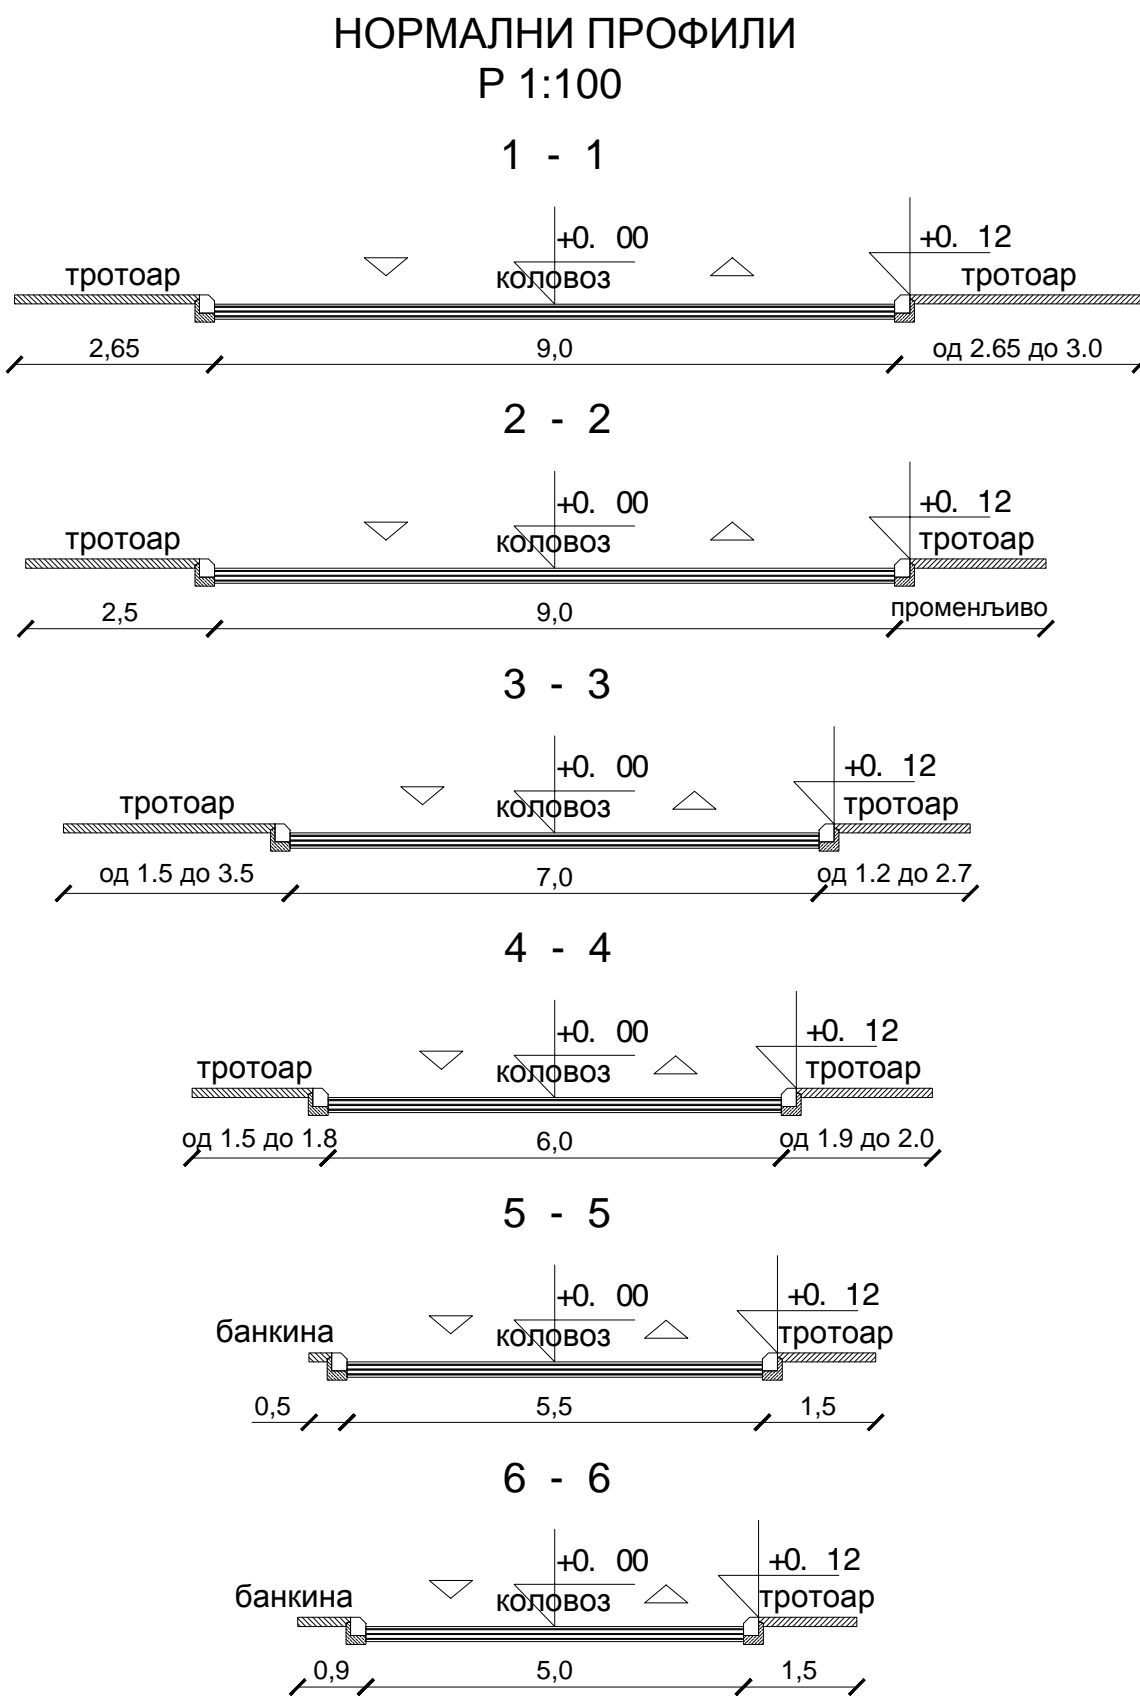 НОРМАЛНИ ПРОФИЛИ
Р 1:100
1 - 1
+0. 00
+0. 12
тротоар
коловоз
тротоар
2,65
9,0
од 2.65 до 3.0
2 - 2
+0. 00
+0. 12
тротоар
коловоз
тротоар
2,5
9,0
променљиво
3 - 3
+0. 00
+0. 12
тротоар
коловоз
тротоар
од 1.5 до 3.5
7,0
од 1.2 до 2.7
4 - 4
+0. 00
+0. 12
тротоар
коловоз
тротоар
од 1.5 до 1.8
6,0
од 1.9 до 2.0
5 - 5
+0. 00
+0. 12
банкина
коловоз
тротоар
0,5
5,5
1,5
6 - 6
+0. 00
+0. 12
банкина
коловоз
тротоар
0,9
5,0
1,5